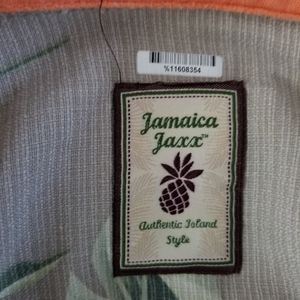 %11608354
Jamaica
Jaxx™
Authentic Island
Style